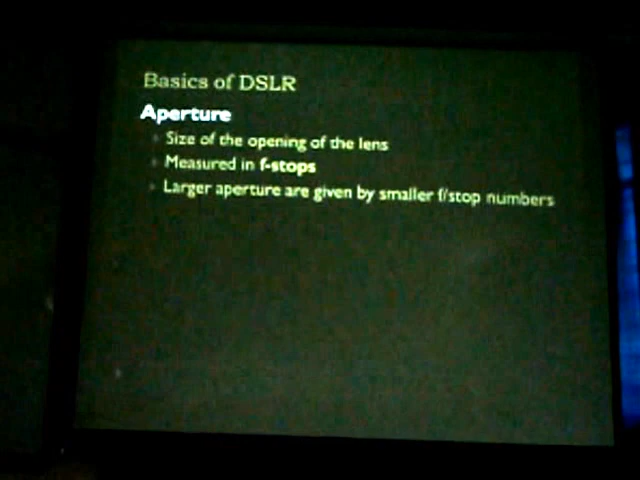 Basics of DSLR
Aperture
Size of the opening of the lens
Measured in f-stops
Larger aperture are given by smaller f/stop numbers